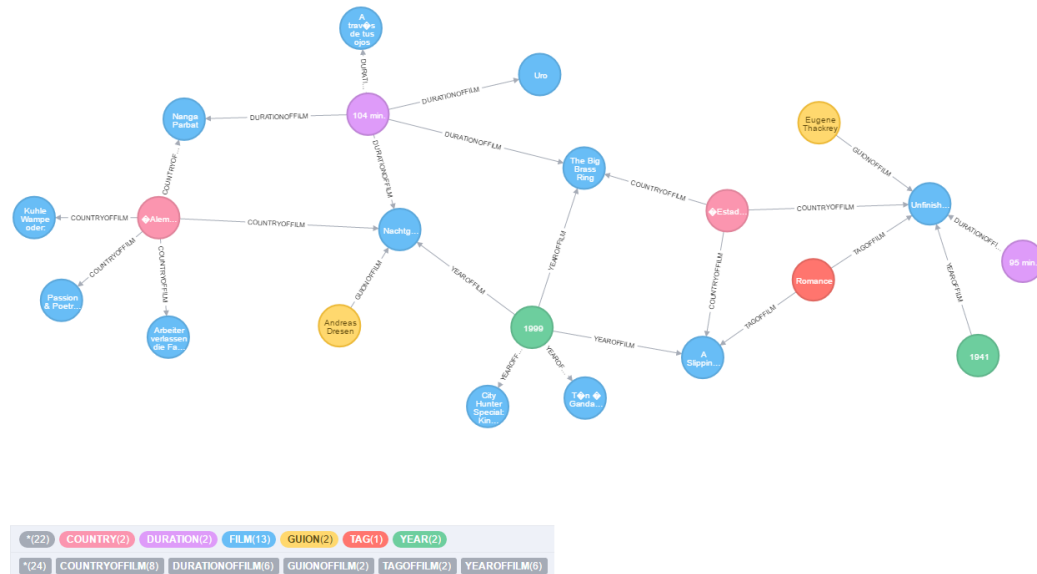 A
trav�s
de tus
ojos
DURATI...
Uro
DURATIONOFFILM
104 min.
DURATIONOFFILM
Nanga
Parbat
DURATIONOFFILM
DURATIONOFFILM
Eugene
Thackrey
GUIONOFFILM
COUNTRYOF...
The Big
Brass
Ring
COUNTRYOFFILM
Kuhle
Wampe
oder:
COUNTRYOFFILM
�Alem...
COUNTRYOFFILM
Nachtg...
�Estad...
COUNTRYOFFILM
Unfinish...
DURATIONOFFI...
95 min.
COUNTRYOFFILM
COUNTRYOFFILM
GUIONOFFILM
YEAROFFILM
YEAROFFILM
COUNTRYOFFILM
TAGOFFILM
YEAROFFILM
Romance
Passion
& Poetr...
Arbeiter
verlassen
die Fa...
Andreas
Dresen
1999
YEAROFFILM
TAGOFFILM
A
Slippin...
1941
YEAROFF...
YEAROF...
City
Hunter
Special:
Kin...
T�n �
Ganda...
*(22) COUNTRY(2) DURATION(2) FILM(13) GUION(2) TAG(1) YEAR(2)
*(24) COUNTRYOFFILM(8) DURATIONOFFILM(6) GUIONOFFILM(2) TAGOFFILM(2) YEAROFFILM(6)